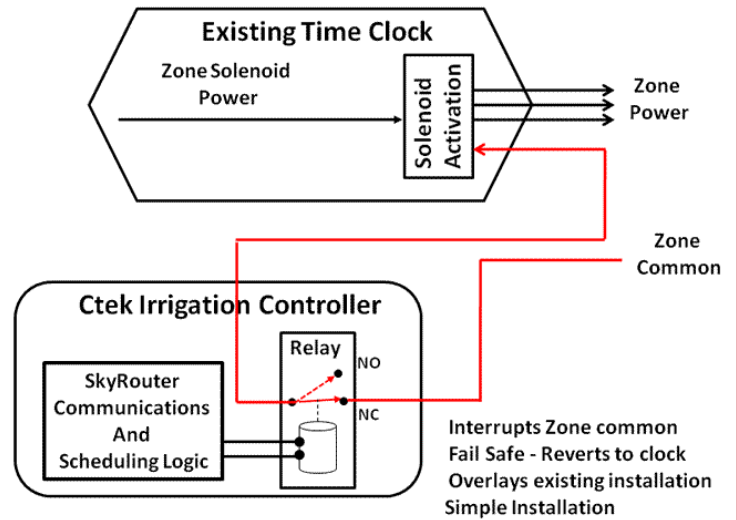 Existing Time Clock
Zone Solenoid
Power
Solenoid
Activation
Zone
Power
Zone
Common
Ctek Irrigation Controller
Relay
NO
NC
SkyRouter
Communications
And
Scheduling Logic
Interrupts Zone common
Fail Safe - Reverts to clock
Overlays existing installation
Simple Installation